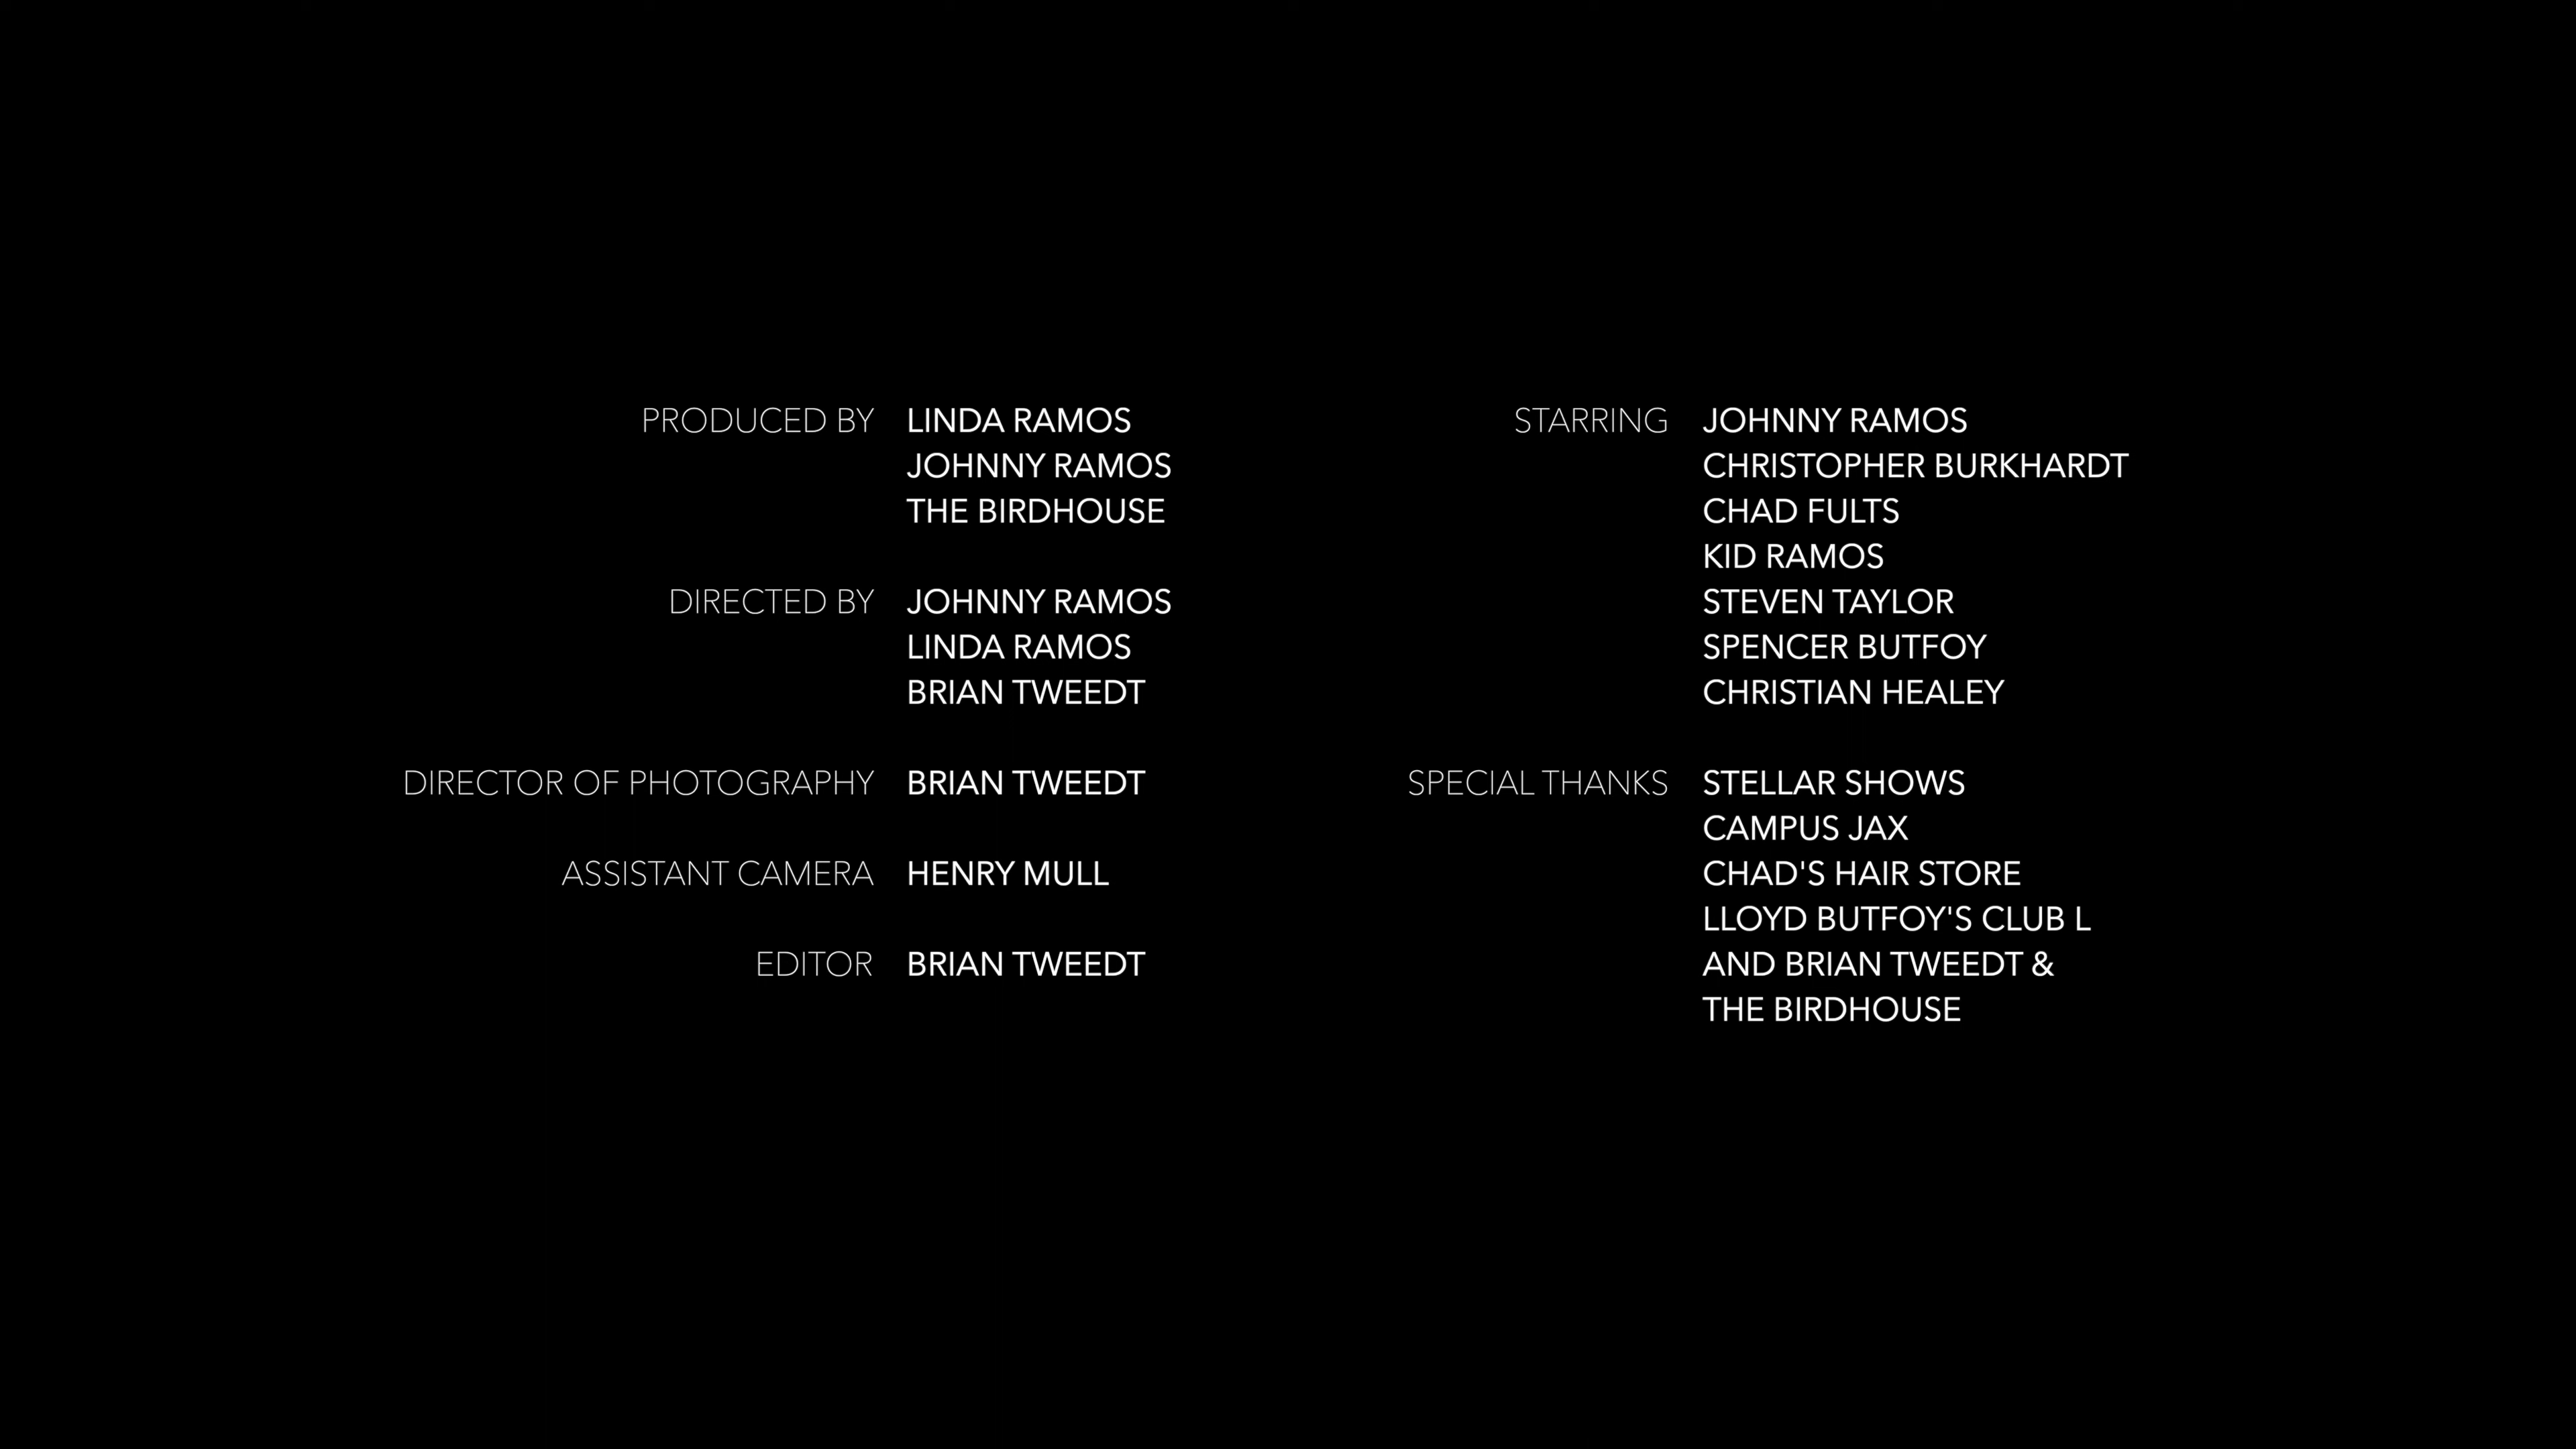 PRODUCED BY LINDA RAMOS
JOHNNY RAMOS
THE BIRDHOUSE
DIRECTED BY JOHNNY RAMOS
LINDA RAMOS
BRIAN TWEEDT
DIRECTOR OF PHOTOGRAPHY BRIAN TWEEDT
ASSISTANT CAMERA HENRY MULL
EDITOR BRIAN TWEEDT
STARRING JOHNNY RAMOS
CHRISTOPHER BURKHARDT
CHAD FULTS
KID RAMOS
STEVEN TAYLOR
SPENCER BUTFOY
CHRISTIAN HEALEY
SPECIAL THANKS STELLAR SHOWS
CAMPUS JAX
CHAD'S HAIR STORE
LLOYD BUTFOY'S CLUB L
AND BRIAN TWEEDT &
THE BIRDHOUSE